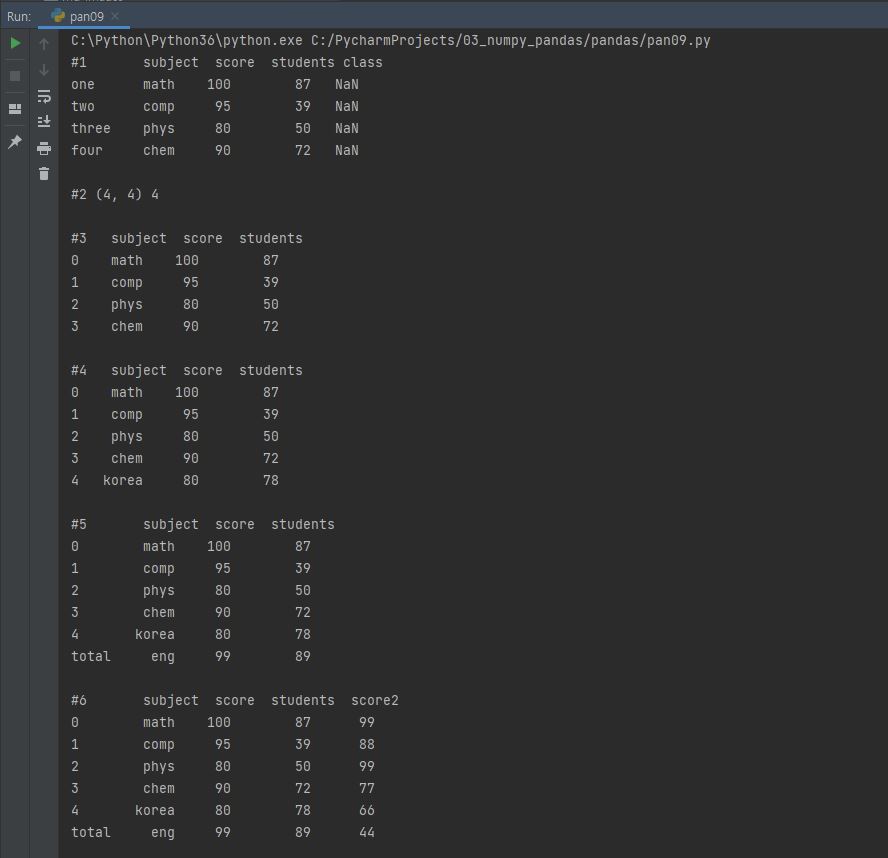 Run: pan09
C:\Python\Python36\python.exe C:/PycharmProjects/03_numpy_pandas/pandas/pan09.py
#1       subject  score  students class
one      math    100        87   NaN
two      comp     95        39   NaN
three    phys     80        50   NaN
four     chem     90        72   NaN
#2 (4, 4) 4
#3   subject  score  students
0    math    100        87
1    comp     95        39
2    phys     80        50
3    chem     90        72
#4   subject  score  students
0    math    100        87
1    comp     95        39
2    phys     80        50
3    chem     90        72
4   korea     80        78
#5       subject  score  students
0        math    100        87
1        comp     95        39
2        phys     80        50
3        chem     90        72
4       korea     80        78
total     eng     99        89
#6       subject  score  students  score2
0        math    100        87      99
1        comp     95        39      88
2        phys     80        50      99
3        chem     90        72      77
4       korea     80        78      66
total     eng     99        89      44